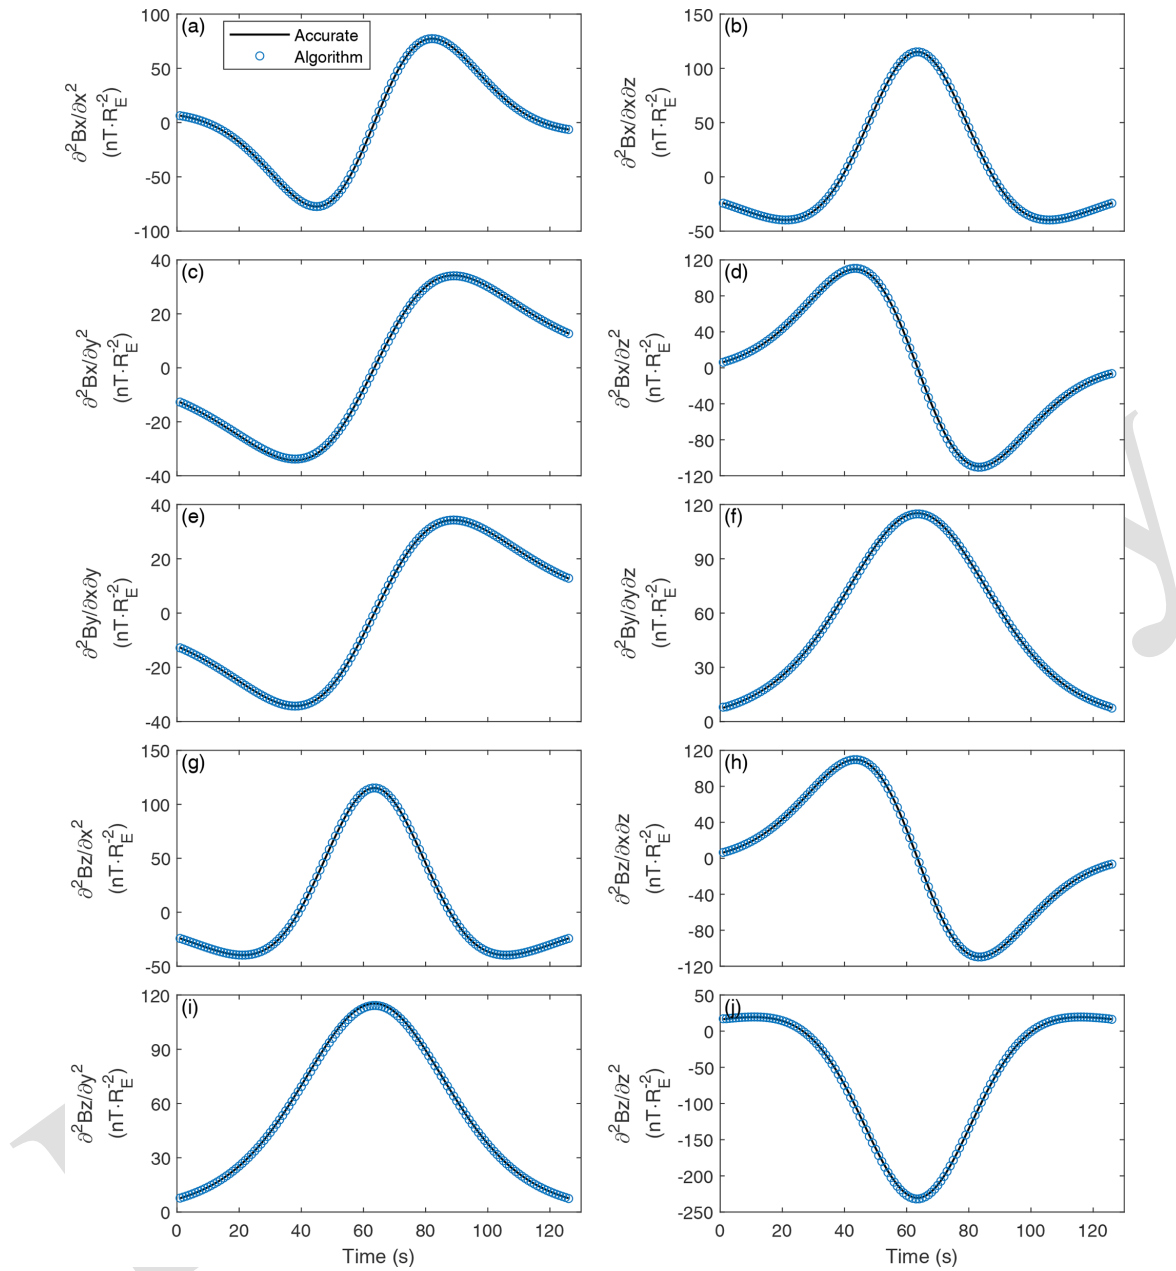 (a)
Accurate
Algorithm
100
50
0
-50
-100
∂²Bx/∂x²
(nT·R_E^-2)
(b)
150
100
50
0
-50
∂²Bx/∂x∂z
(nT·R_E^-2)
(c)
40
20
0
-20
-40
∂²Bx/∂y²
(nT·R_E^-2)
(d)
120
80
40
0
-40
-80
-120
∂²Bx/∂z²
(nT·R_E^-2)
(e)
40
20
0
-20
-40
∂²By/∂x∂y
(nT·R_E^-2)
(f)
120
90
60
30
0
∂²By/∂y∂z
(nT·R_E^-2)
(g)
150
100
50
0
-50
∂²Bz/∂x²
(nT·R_E^-2)
(h)
120
80
40
0
-40
-80
-120
∂²Bz/∂x∂z
(nT·R_E^-2)
(i)
120
90
60
30
0
∂²Bz/∂y²
(nT·R_E^-2)
0 20 40 60 80 100 120
Time (s)
(j)
50
0
-50
-100
-150
-200
-250
∂²Bz/∂z²
(nT·R_E^-2)
0 20 40 60 80 100 120
Time (s)
y